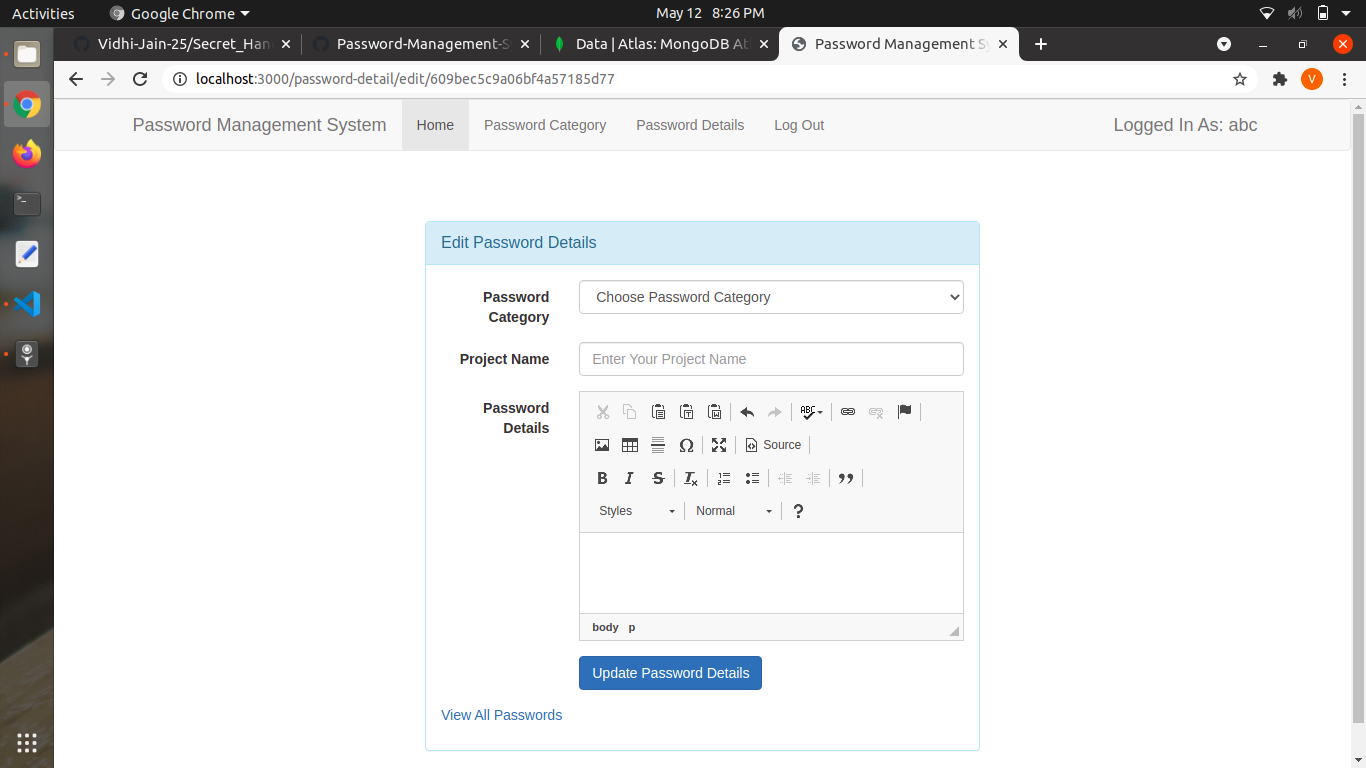 Activities
Google Chrome
May 12 8:26 PM
Vidhi-Jain-25/Secret_Han
Password-Management-S
Data | Atlas: MongoDB At
Password Management Sy
localhost:3000/password-detail/edit/609bec5c9a06bf4a57185d77
V
Password Management System
Home
Password Category
Password Details
Log Out
Logged In As: abc
Edit Password Details
Password
Category
Choose Password Category
Project Name
Enter Your Project Name
Password
Details
ABC
Source
B I S Tx
Styles
Normal
?
body p
Update Password Details
View All Passwords